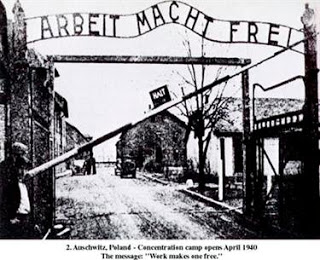 ARBEIT MACHT FREI
HALT
2. Auschwitz, Poland - Concentration camp opens April 1940
The message: "Work makes one free."